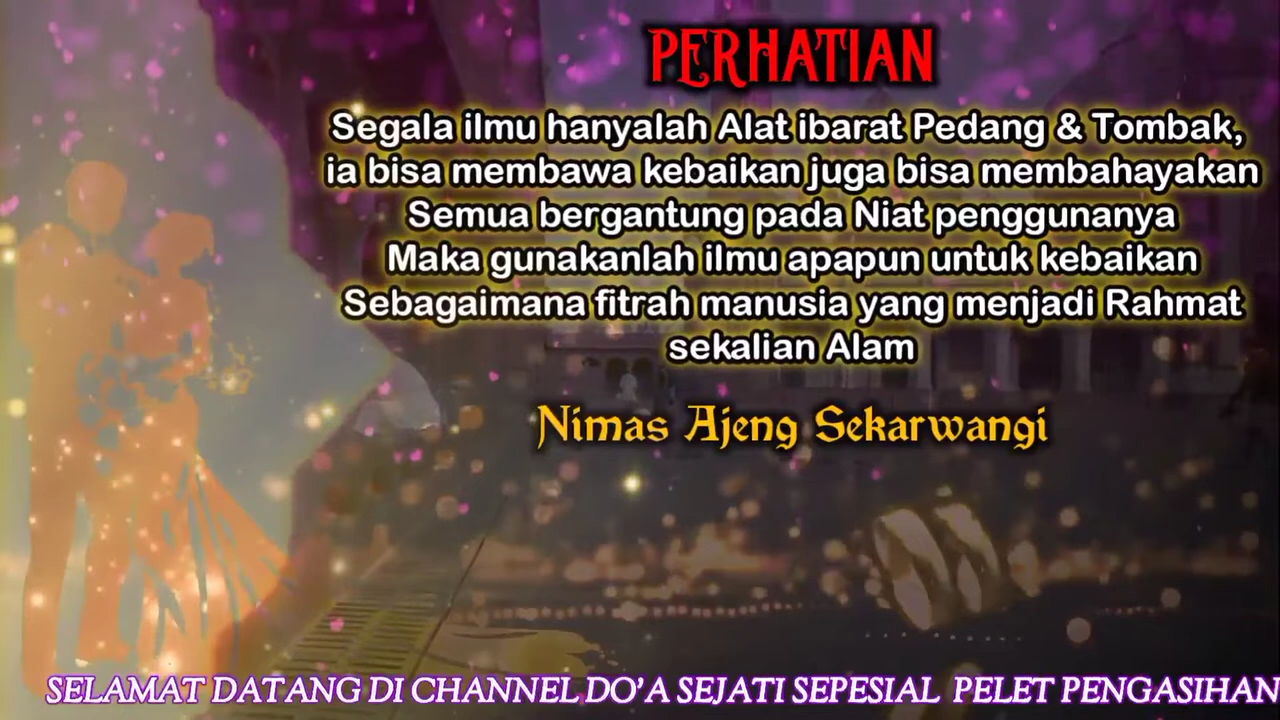 PERHATIAN
Segala ilmu hanyalah Alat ibarat Pedang & Tombak,
ia bisa membawa kebaikan juga bisa membahayakan
Semua bergantung pada Niat penggunanya
Maka gunakanlah ilmu apapun untuk kebaikan
Sebagaimana fitrah manusia yang menjadi Rahmat
sekalian Alam
Nimas Ajeng Sekarwangi
SELAMAT DATANG DI CHANNEL DO'A SEJATI SEPESIAL PELET PENGASIHAN